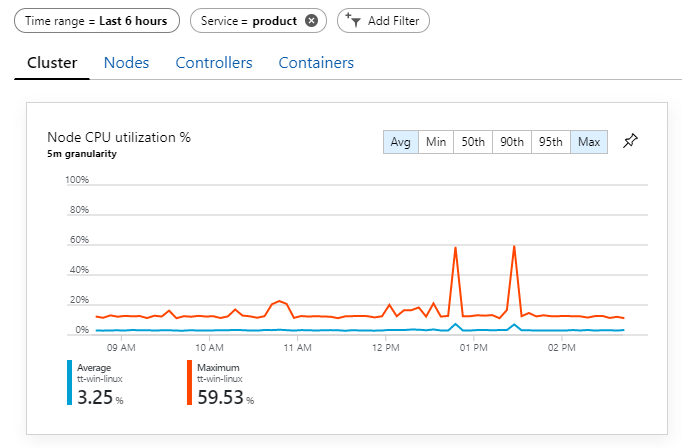 Time range = Last 6 hours Service = product Add Filter
Cluster Nodes Controllers Containers
Node CPU utilization %
5m granularity
Avg Min 50th 90th 95th Max
100%
80%
60%
40%
20%
0%
09 AM 10 AM 11 AM 12 PM 01 PM 02 PM
Average Maximum
tt-win-linux tt-win-linux
3.25 % 59.53 %